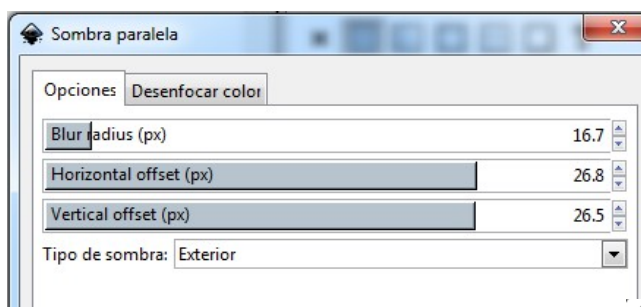 Sombra paralela
Opciones Desenfocar color
Blur radius (px) 16.7
Horizontal offset (px) 26.8
Vertical offset (px) 26.5
Tipo de sombra: Exterior